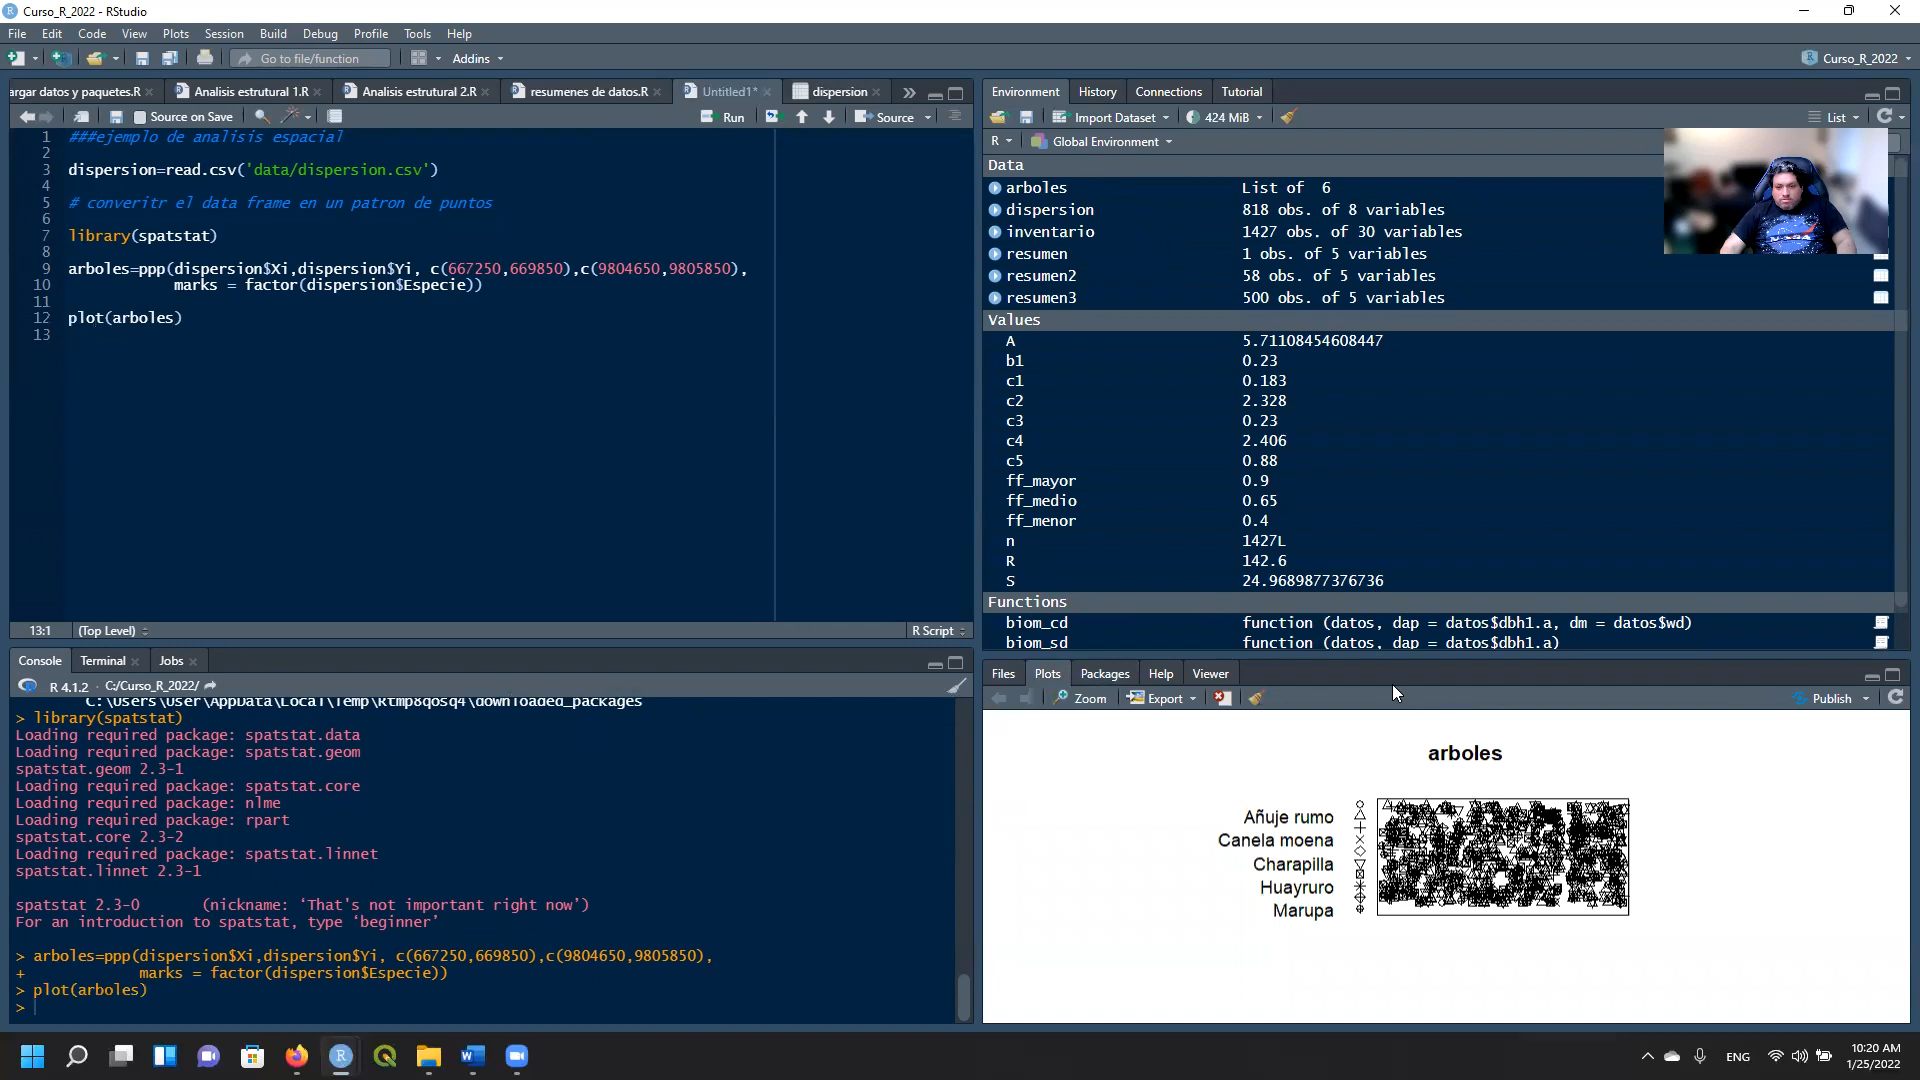 Curso_R_2022 - RStudio
File Edit Code View Plots Session Build Debug Profile Tools Help
Go to file/function Addins Curso_R_2022
argar datos y paquetes.R Analisis estrutural 1.R Analisis estrutural 2.R resumenes de datos.R Untitled1* dispersion
Source on Save Run Source
1 ###ejemplo de analisis espacial
2
3 dispersion=read.csv('data/dispersion.csv')
4
5 # converitr el data frame en un patron de puntos
6
7 library(spatstat)
8
9 arboles=ppp(dispersion$Xi,dispersion$Yi, c(667250,669850),c(9804650,9805850),
10 marks = factor(dispersion$Especie))
11
12 plot(arboles)
13
13:1 (Top Level) R Script
Console Terminal Jobs
R 4.1.2 · C:/Curso_R_2022/
C:\Users\User\AppData\Local\Temp\Rtmp8qosq4\downloaded_packages
> library(spatstat)
Loading required package: spatstat.data
Loading required package: spatstat.geom
spatstat.geom 2.3-1
Loading required package: spatstat.core
Loading required package: nlme
Loading required package: rpart
spatstat.core 2.3-2
Loading required package: spatstat.linnet
spatstat.linnet 2.3-1
spatstat 2.3-0 (nickname: ‘That's not important right now’)
For an introduction to spatstat, type ‘beginner’
> arboles=ppp(dispersion$Xi,dispersion$Yi, c(667250,669850),c(9804650,9805850),
+ marks = factor(dispersion$Especie))
> plot(arboles)
>
Environment History Connections Tutorial
Import Dataset 424 MiB List
R Global Environment
Data
arboles List of 6
dispersion 818 obs. of 8 variables
inventario 1427 obs. of 30 variables
resumen 1 obs. of 5 variables
resumen2 58 obs. of 5 variables
resumen3 500 obs. of 5 variables
Values
A 5.71108454608447
b1 0.23
c1 0.183
c2 2.328
c3 0.23
c4 2.406
c5 0.88
ff_mayor 0.9
ff_medio 0.65
ff_menor 0.4
n 1427L
R 142.6
S 24.9689877376736
Functions
biom_cd function (datos, dap = datos$dbh1.a, dm = datos$wd)
biom_sd function (datos, dap = datos$dbh1.a)
Files Plots Packages Help Viewer
Zoom Export Publish
arboles
Añuje rumo
Canela moena
Charapilla
Huayruro
Marupa
ENG
10:20 AM
1/25/2022